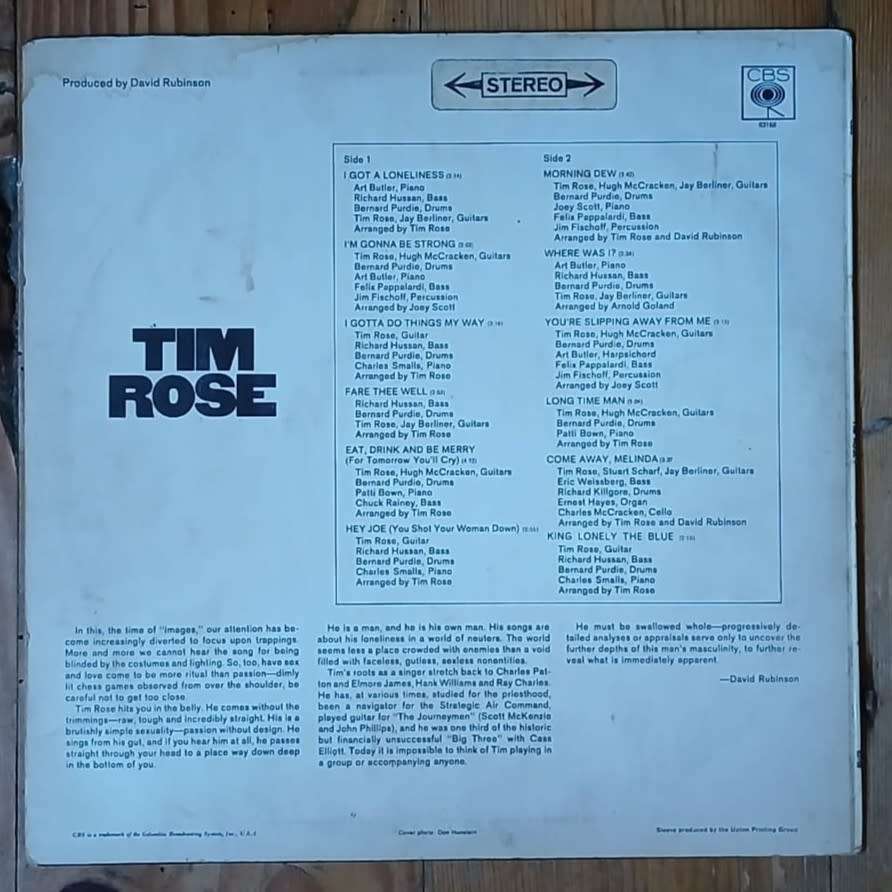 Produced by David Rubinson
STEREO
CBS
TIM
ROSE
Side 1
I GOT A LONELINESS
Art Butler, Piano
Richard Hussan, Bass
Bernard Purdie, Drums
Tim Rose, Jay Berliner, Guitars
Arranged by Tim Rose
I'M GONNA BE STRONG
Tim Rose, Hugh McCracken, Guitars
Bernard Purdie, Drums
Art Butler, Piano
Felix Pappalardi, Bass
Jim Fischoff, Percussion
Arranged by Joey Scott
I GOTTA DO THINGS MY WAY
Tim Rose, Guitar
Richard Hussan, Bass
Bernard Purdie, Drums
Charles Smalls, Piano
Arranged by Tim Rose
FARE THEE WELL
Richard Hussan, Bass
Bernard Purdie, Drums
Tim Rose, Jay Berliner, Guitars
Arranged by Tim Rose
EAT, DRINK AND BE MERRY
(For Tomorrow You'll Cry)
Tim Rose, Hugh McCracken, Guitars
Bernard Purdie, Drums
Patti Bown, Piano
Chuck Rainey, Bass
Arranged by Tim Rose
HEY JOE (You Shot Your Woman Down)
Tim Rose, Guitar
Richard Hussan, Bass
Bernard Purdie, Drums
Charles Smalls, Piano
Arranged by Tim Rose
Side 2
MORNING DEW
Tim Rose, Hugh McCracken, Jay Berliner, Guitars
Bernard Purdie, Drums
Joey Scott, Piano
Felix Pappalardi, Bass
Jim Fischoff, Percussion
Arranged by Tim Rose and David Rubinson
WHERE WAS I?
Art Butler, Piano
Richard Hussan, Bass
Bernard Purdie, Drums
Tim Rose, Jay Berliner, Guitars
Arranged by Arnold Goland
YOU'RE SLIPPING AWAY FROM ME
Tim Rose, Hugh McCracken, Guitars
Bernard Purdie, Drums
Art Butler, Harpsichord
Felix Pappalardi, Bass
Jim Fischoff, Percussion
Arranged by Joey Scott
LONG TIME MAN
Tim Rose, Hugh McCracken, Guitars
Bernard Purdie, Drums
Patti Bown, Piano
Arranged by Tim Rose
COME AWAY, MELINDA
Tim Rose, Stuart Scharf, Jay Berliner, Guitars
Eric Weissberg, Bass
Richard Killgore, Drums
Ernest Hayes, Organ
Charles McCracken, Cello
Arranged by Tim Rose and David Rubinson
KING LONELY THE BLUE
Tim Rose, Guitar
Richard Hussan, Bass
Bernard Purdie, Drums
Charles Smalls, Piano
Arranged by Tim Rose
In this, the time of "images," our attention has be-
come increasingly diverted to focus upon trappings.
More and more we cannot hear the song for being
blinded by the costumes and lighting. So, too, have sex
and love come to be more ritual than passion—dimly
lit chess games observed from over the shoulder, be
careful not to get too close.
Tim Rose hits you in the belly. He comes without the
trimmings—raw, tough and incredibly straight. His is a
brutishly simple sexuality—passion without design. He
sings from his gut, and if you hear him at all, he passes
straight through your head to a place way down deep
in the bottom of you.
He is a man, and he is his own man. His songs are
about his loneliness in a world of neuters. The world
seems less a place crowded with enemies than a void
filled with faceless, gutless, sexless nonentities.
Tim's roots as a singer stretch back to Charles Pat-
ton and Elmore James, Hank Williams and Ray Charles.
He has, at various times, studied for the priesthood,
been a navigator for the Strategic Air Command,
played guitar for "The Journeymen" (Scott McKenzie
and John Phillips), and he was one third of the historic
but financially unsuccessful "Big Three" with Cass
Elliott. Today it is impossible to think of Tim playing in
a group or accompanying anyone.
He must be swallowed whole—progressively de-
tailed analyses or appraisals serve only to uncover the
further depths of this man's masculinity, to further re-
veal what is immediately apparent.
—David Rubinson
CBS is a trademark of the Columbia Broadcasting System, Inc., U.S.A.
Cover photo: Don Hunstein
Sleeve produced by the Upton Printing Group